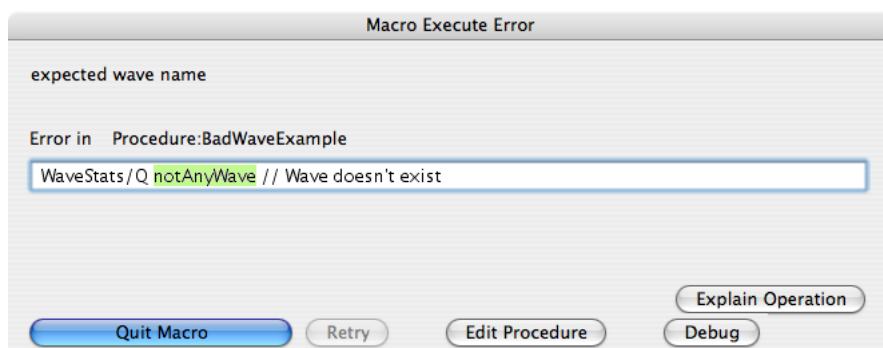 Macro Execute Error
expected wave name
Error in Procedure:BadWaveExample
WaveStats/Q notAnyWave // Wave doesn't exist
Explain Operation
Quit Macro Retry Edit Procedure Debug